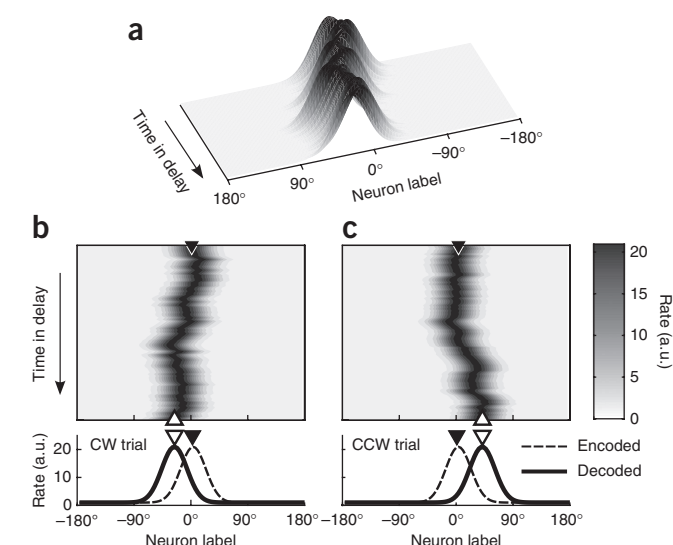 a
Time in delay
180°
90°
0°
−90°
−180°
Neuron label
b
c
Time in delay
20
15
10
5
0
Rate (a.u.)
CW trial
CCW trial
Encoded
Decoded
Rate (a.u.)
20
10
0
−180° −90° 0° 90° 180° −180° −90° 0° 90° 180°
Neuron label
Neuron label